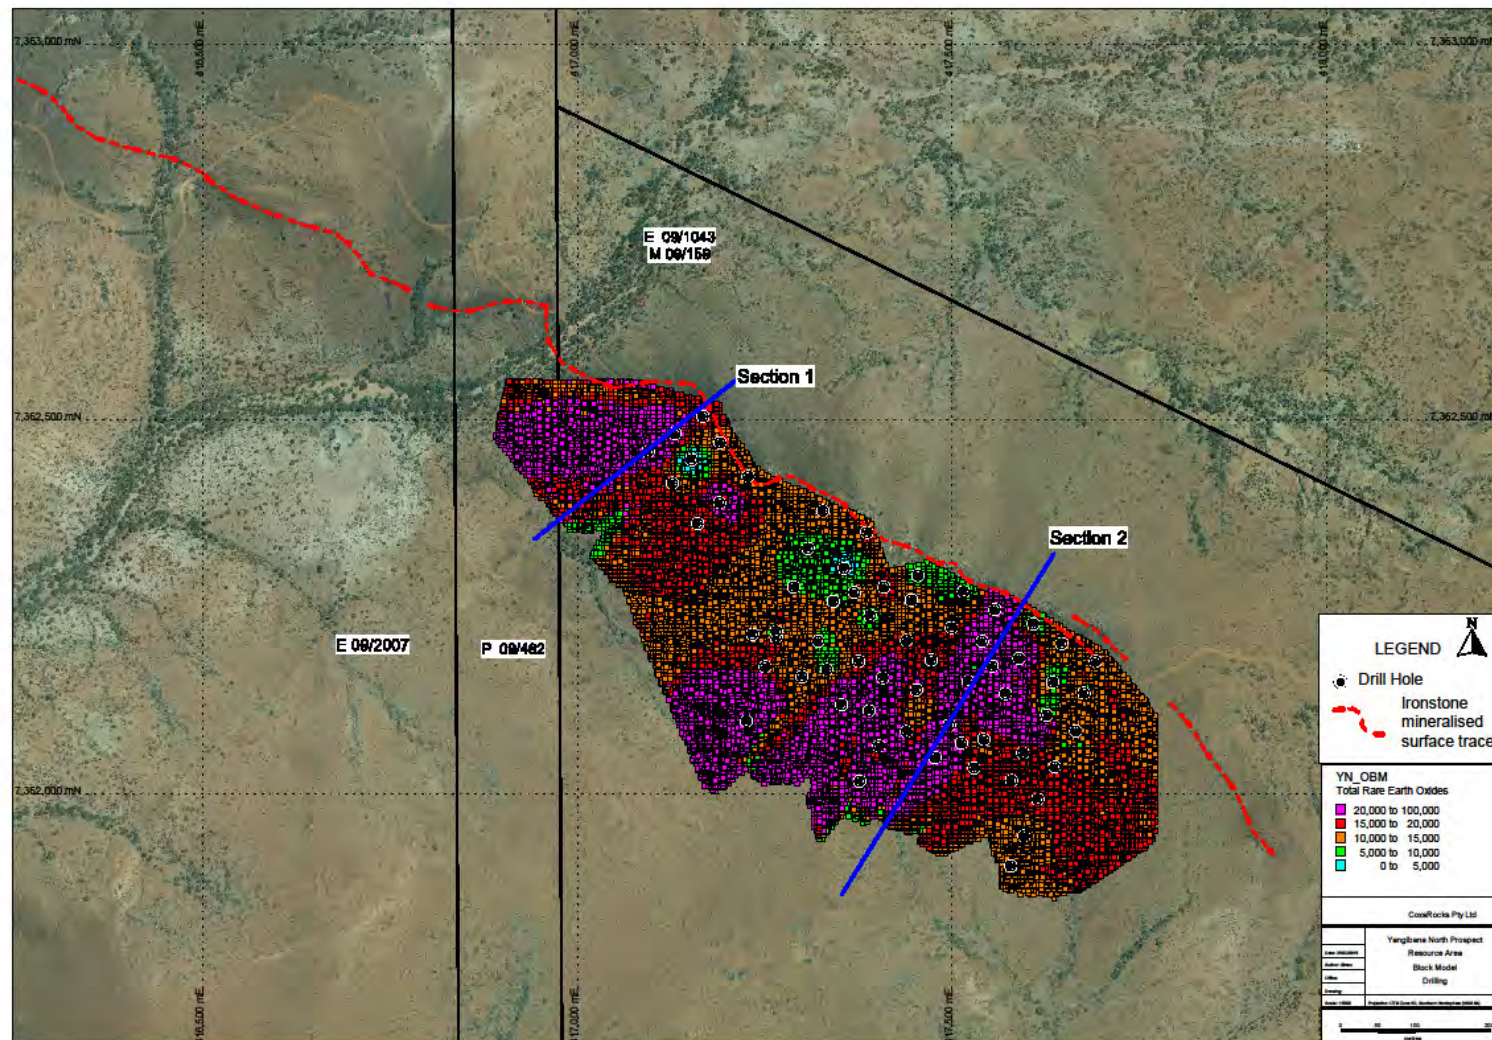 7,363,000 mN
416,500 mE
417,000 mE
418,000 mE
7,363,000 mN
E 09/1043
M 09/159
Section 1
7,362,500 mN
7,362,500 mN
Section 2
E 09/2007
P 09/482
LEGEND
N
Drill Hole
Ironstone
mineralised
surface trace
YN_OBM
Total Rare Earth Oxides
20,000 to 100,000
15,000 to 20,000
10,000 to 15,000
5,000 to 10,000
0 to 5,000
7,362,000 mN
CoxsRocks Pty Ltd
Yangibana North Prospect
Resource Area
Block Model
Drilling
416,500 mE
417,000 mE
417,500 mE
0 50 100
metres